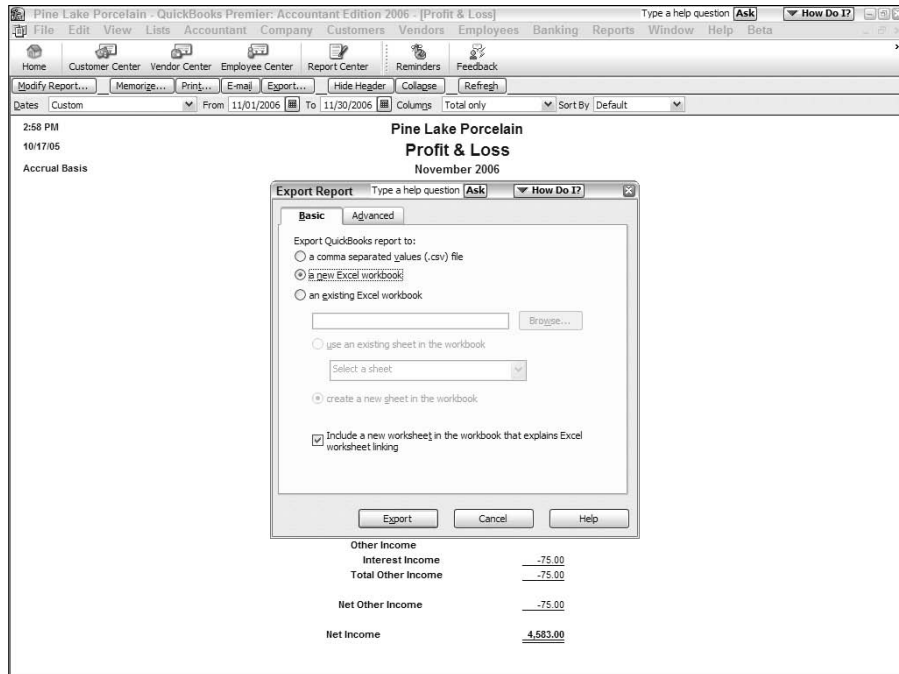 Pine Lake Porcelain - QuickBooks Premier: Accountant Edition 2006 - [Profit & Loss] Type a help question Ask How Do I?
File Edit View Lists Accountant Company Customers Vendors Employees Banking Reports Window Help Beta
Home Customer Center Vendor Center Employee Center Report Center Reminders Feedback
Modify Report... Memorize... Print... E-mail Export... Hide Header Collapse Refresh
Dates Custom From 11/01/2006 To 11/30/2006 Columns Total only Sort By Default
2:58 PM Pine Lake Porcelain
10/17/05 Profit & Loss
Accrual Basis November 2006
Export Report Type a help question Ask How Do I?
Basic Advanced
Export QuickBooks report to:
a comma separated values (.csv) file
a new Excel workbook
an existing Excel workbook
Browse...
use an existing sheet in the workbook
Select a sheet
create a new sheet in the workbook
Include a new worksheet in the workbook that explains Excel
worksheet linking
Export Cancel Help
Other Income
Interest Income -75.00
Total Other Income -75.00
Net Other Income -75.00
Net Income 4,583.00